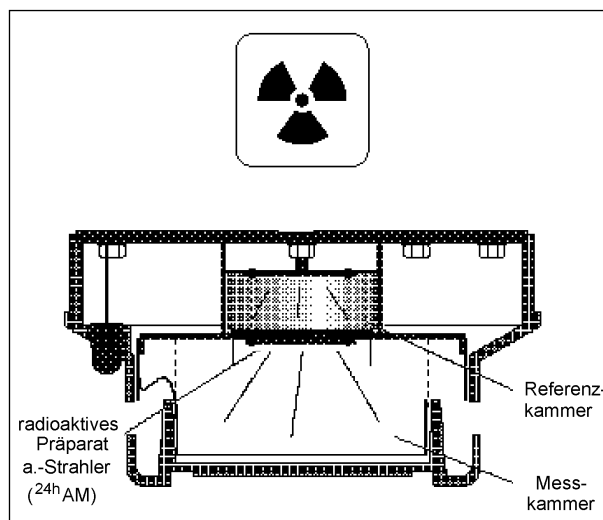 Referenz-
kammer
radioaktives
Präparat
a.-Strahler
(24h AM)
Mess-
kammer